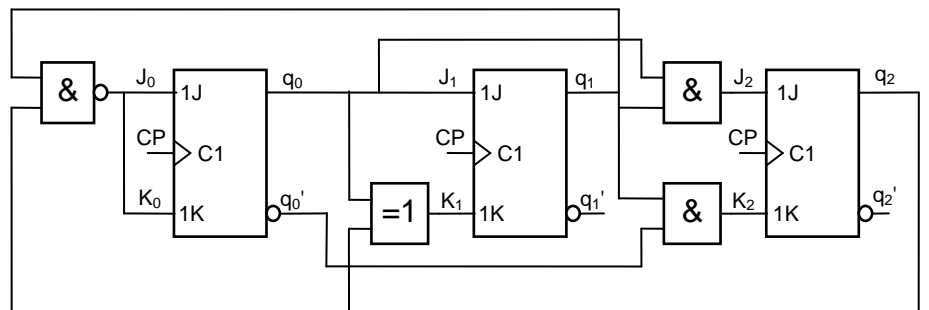 & J₀ 1J q₀ J₁ 1J q₁ & J₂ 1J q₂
CP C1 CP C1 CP C1
K₀ 1K q₀' =1 K₁ 1K q₁' & K₂ 1K q₂'